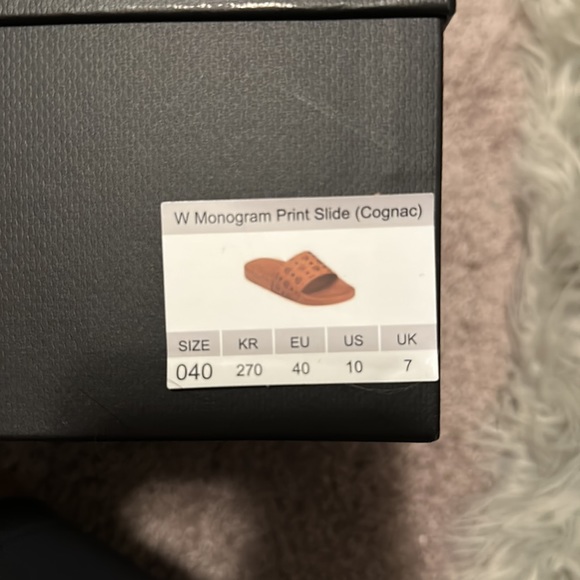 W Monogram Print Slide (Cognac)
SIZE KR EU US UK
040 270 40 10 7